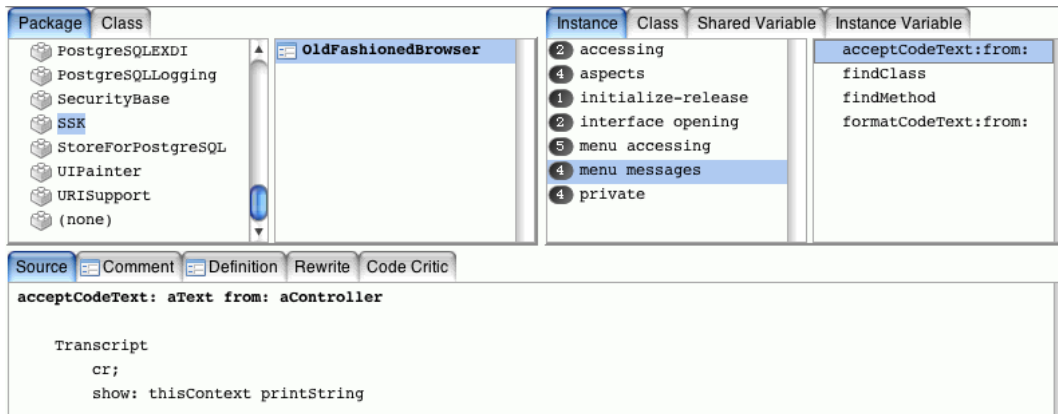 Package Class
PostgreSQLEXDI
PostgreSQLLogging
SecurityBase
SSK
StoreForPostgreSQL
UIPainter
URISupport
(none)
OldFashionedBrowser
Instance Class Shared Variable Instance Variable
2 accessing
4 aspects
1 initialize-release
2 interface opening
5 menu accessing
4 menu messages
4 private
acceptCodeText:from:
findClass
findMethod
formatCodeText:from:
Source Comment Definition Rewrite Code Critic
acceptCodeText: aText from: aController
Transcript
cr;
show: thisContext printString